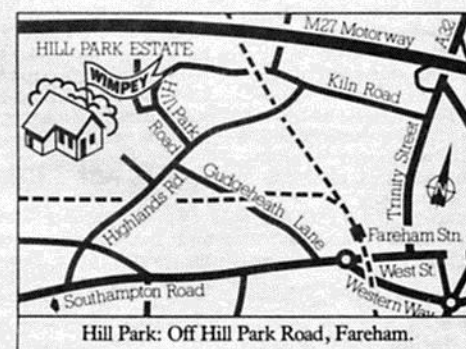 M27 Motorway
A32
HILL PARK ESTATE
WIMPEY
Hill Park
Road
Kiln Road
Trinity Street
N
Gudgeheath Lane
Highlands Rd.
Fareham Stn.
West St.
Southampton Road
Western Way
Hill Park: Off Hill Park Road, Fareham.